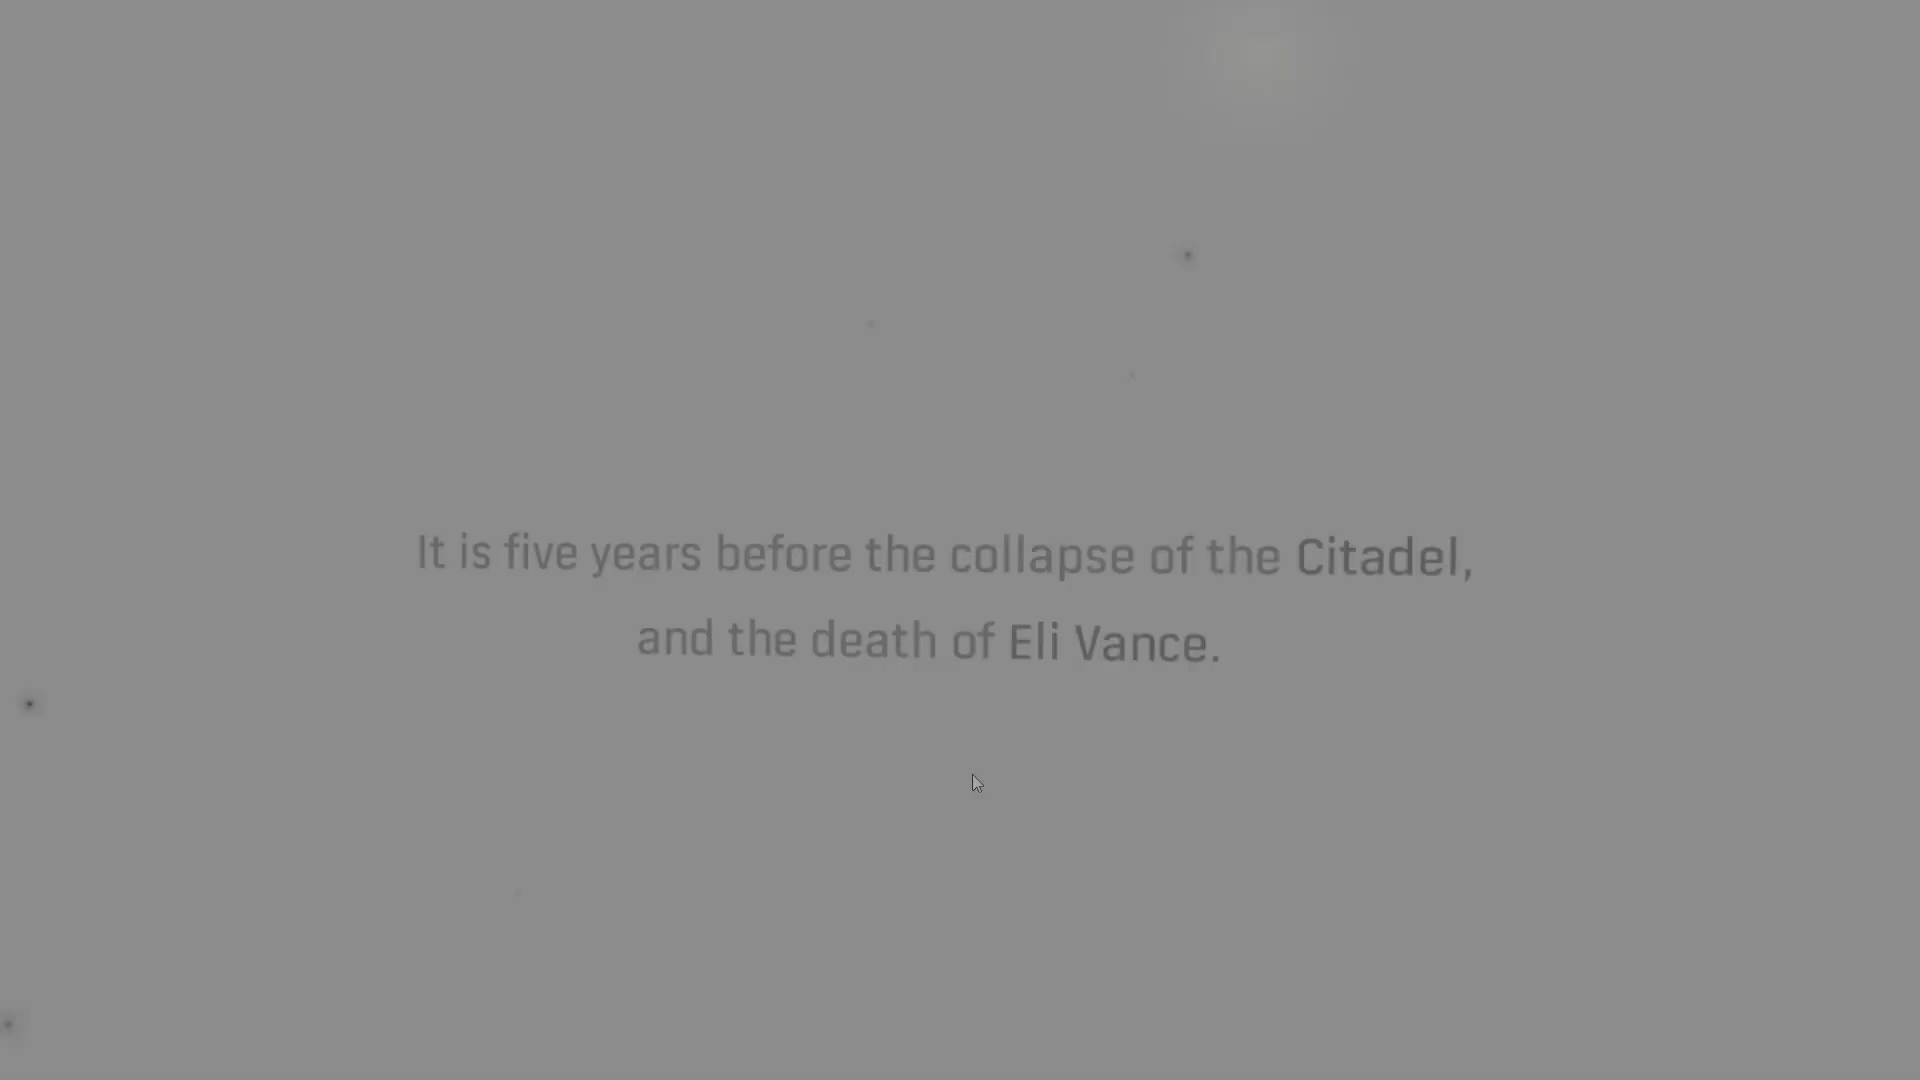 It is five years before the collapse of the Citadel,
and the death of Eli Vance.